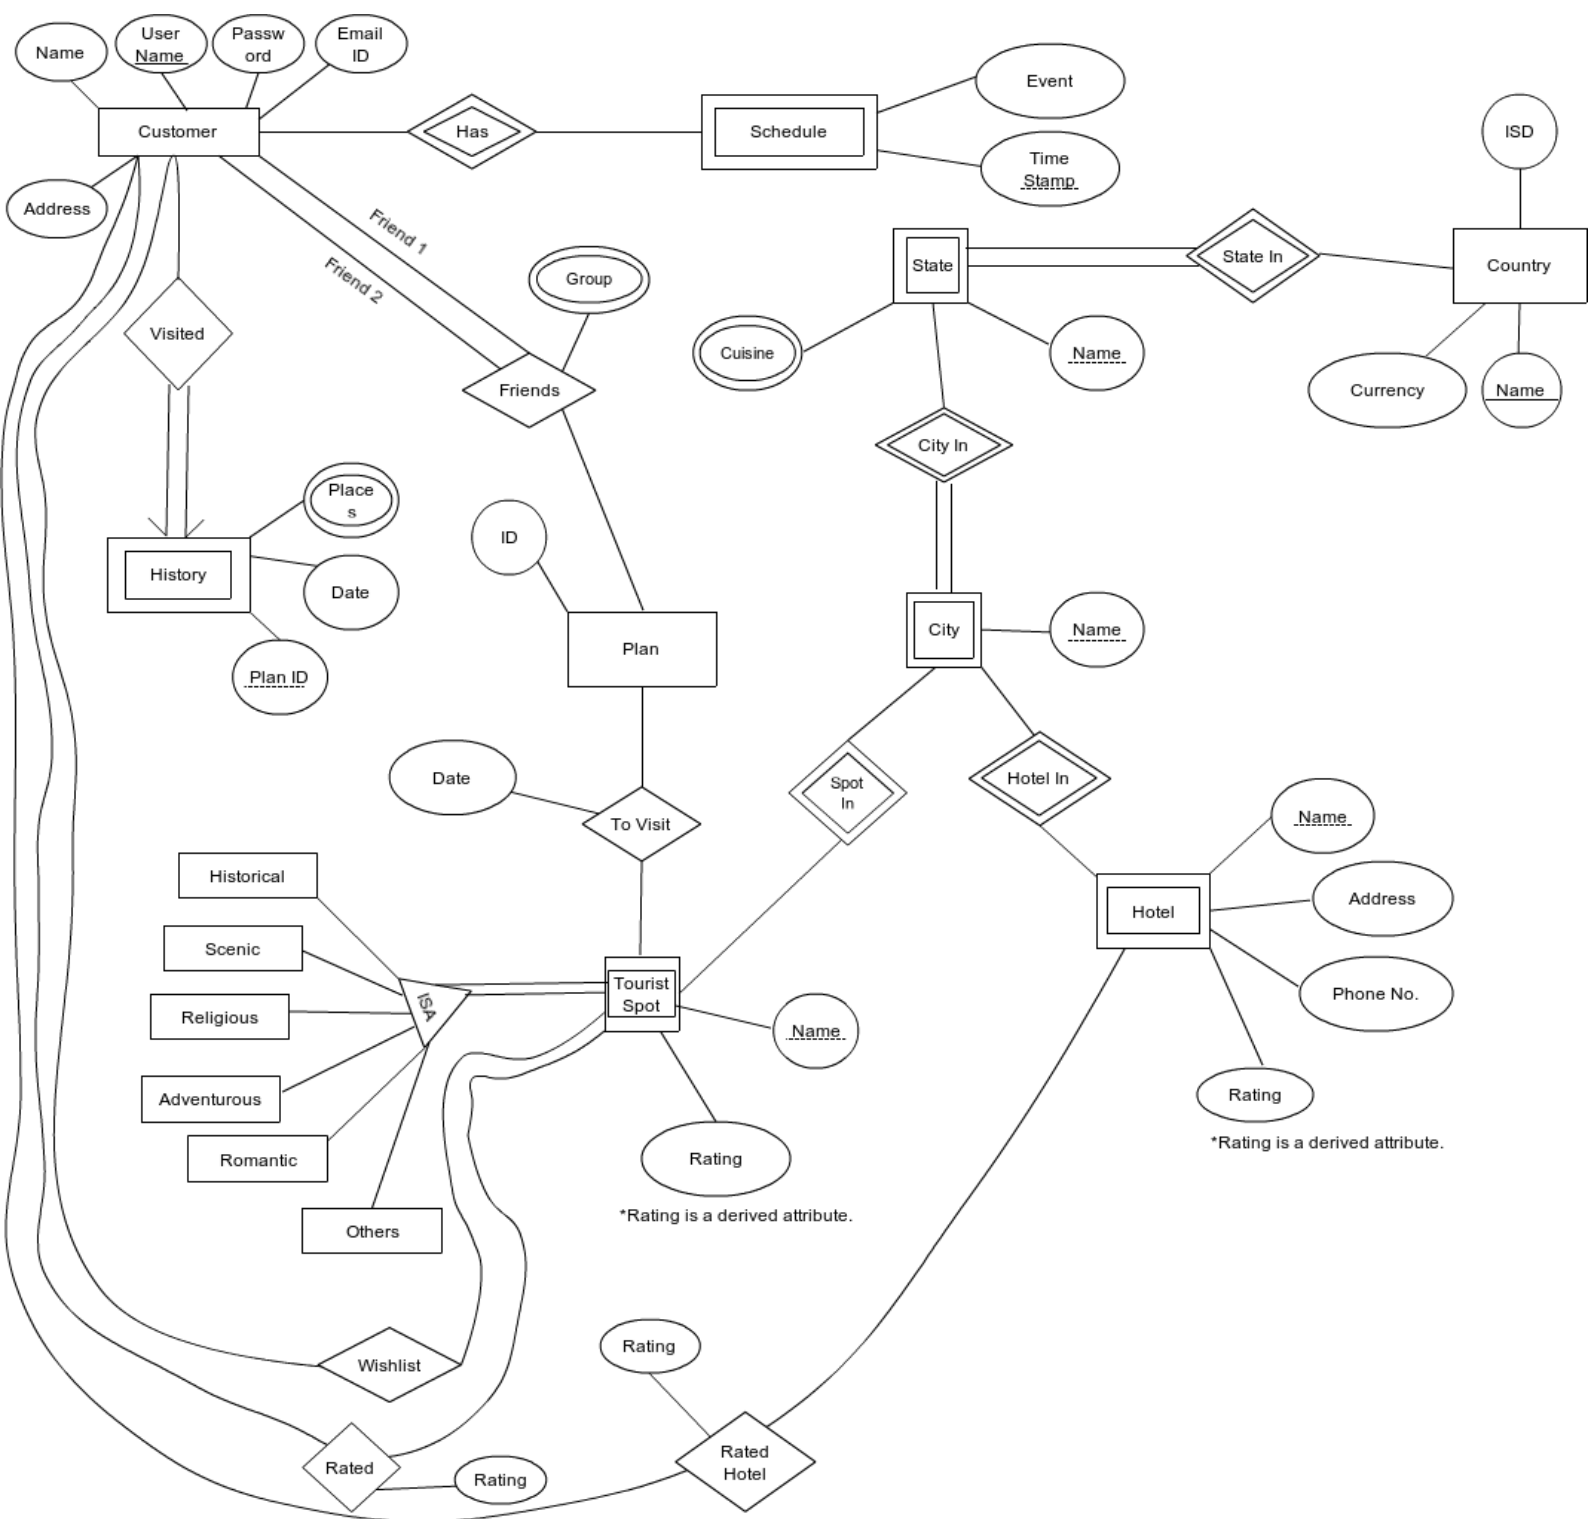 Name
User
Name
Passw
ord
Email
ID
Customer
Has
Schedule
Event
Time
Stamp
ISD
Address
Friend 1
Friend 2
Group
State
State In
Country
Visited
Cuisine
Name
Currency
Name
Friends
City In
Place
s
ID
History
Date
Plan
City
Name
Plan ID
Date
To Visit
Spot
In
Hotel In
Name
Historical
Address
Hotel
Scenic
Tourist
Spot
Phone No.
ISA
Religious
Name
Adventurous
Rating
*Rating is a derived attribute.
Romantic
Rating
*Rating is a derived attribute.
Others
Rating
Wishlist
Rated
Hotel
Rated
Rating